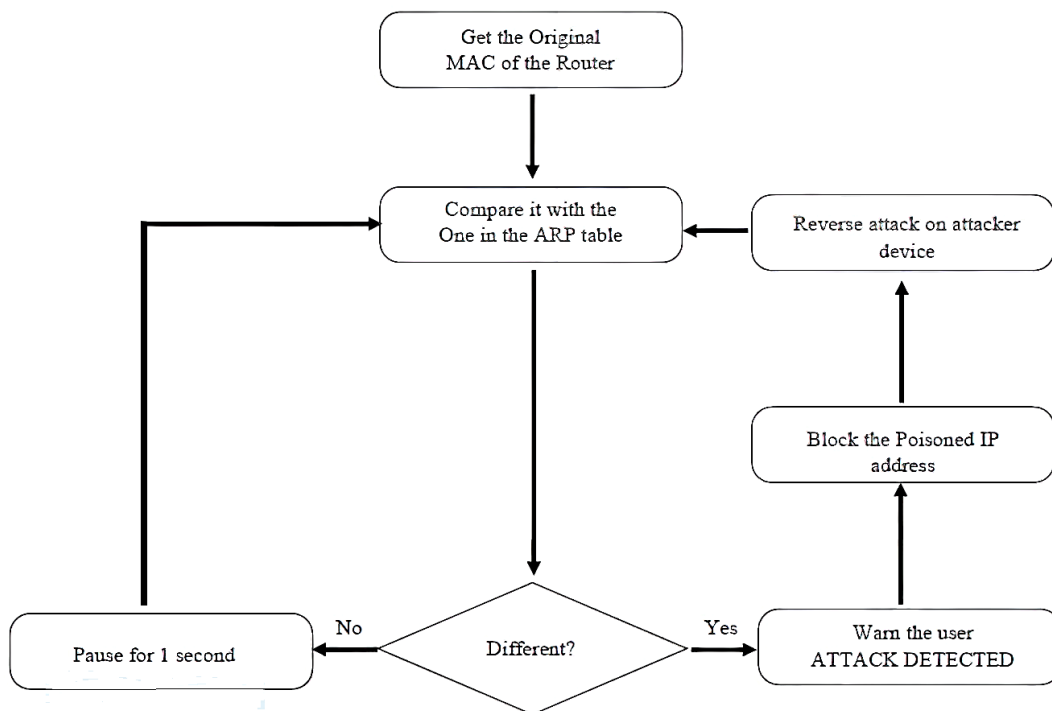 Get the Original
MAC of the Router
Compare it with the
One in the ARP table
Reverse attack on attacker
device
Block the Poisoned IP
address
No
Yes
Pause for 1 second
Different?
Warn the user
ATTACK DETECTED